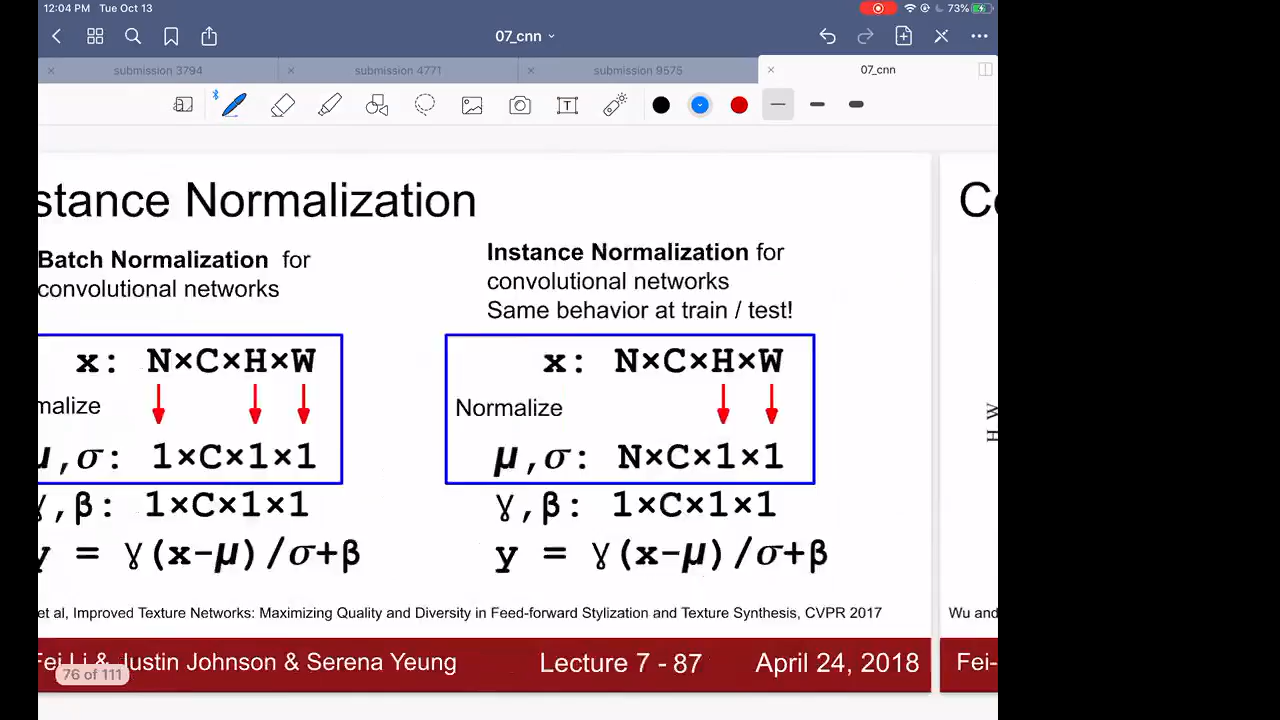 12:04 PM Tue Oct 13
73%
07_cnn
submission 3794
submission 4771
submission 9575
07_cnn
stance Normalization
Batch Normalization for
convolutional networks
x: N×C×H×W
malize
μ,σ: 1×C×1×1
γ,β: 1×C×1×1
y = γ(x-μ)/σ+β
Instance Normalization for
convolutional networks
Same behavior at train / test!
x: N×C×H×W
Normalize
μ,σ: N×C×1×1
γ,β: 1×C×1×1
y = γ(x-μ)/σ+β
H W
et al, Improved Texture Networks: Maximizing Quality and Diversity in Feed-forward Stylization and Texture Synthesis, CVPR 2017
Wu and
Fei Li & Justin Johnson & Serena Yeung
Lecture 7 - 87
April 24, 2018
Fei-
76 of 111